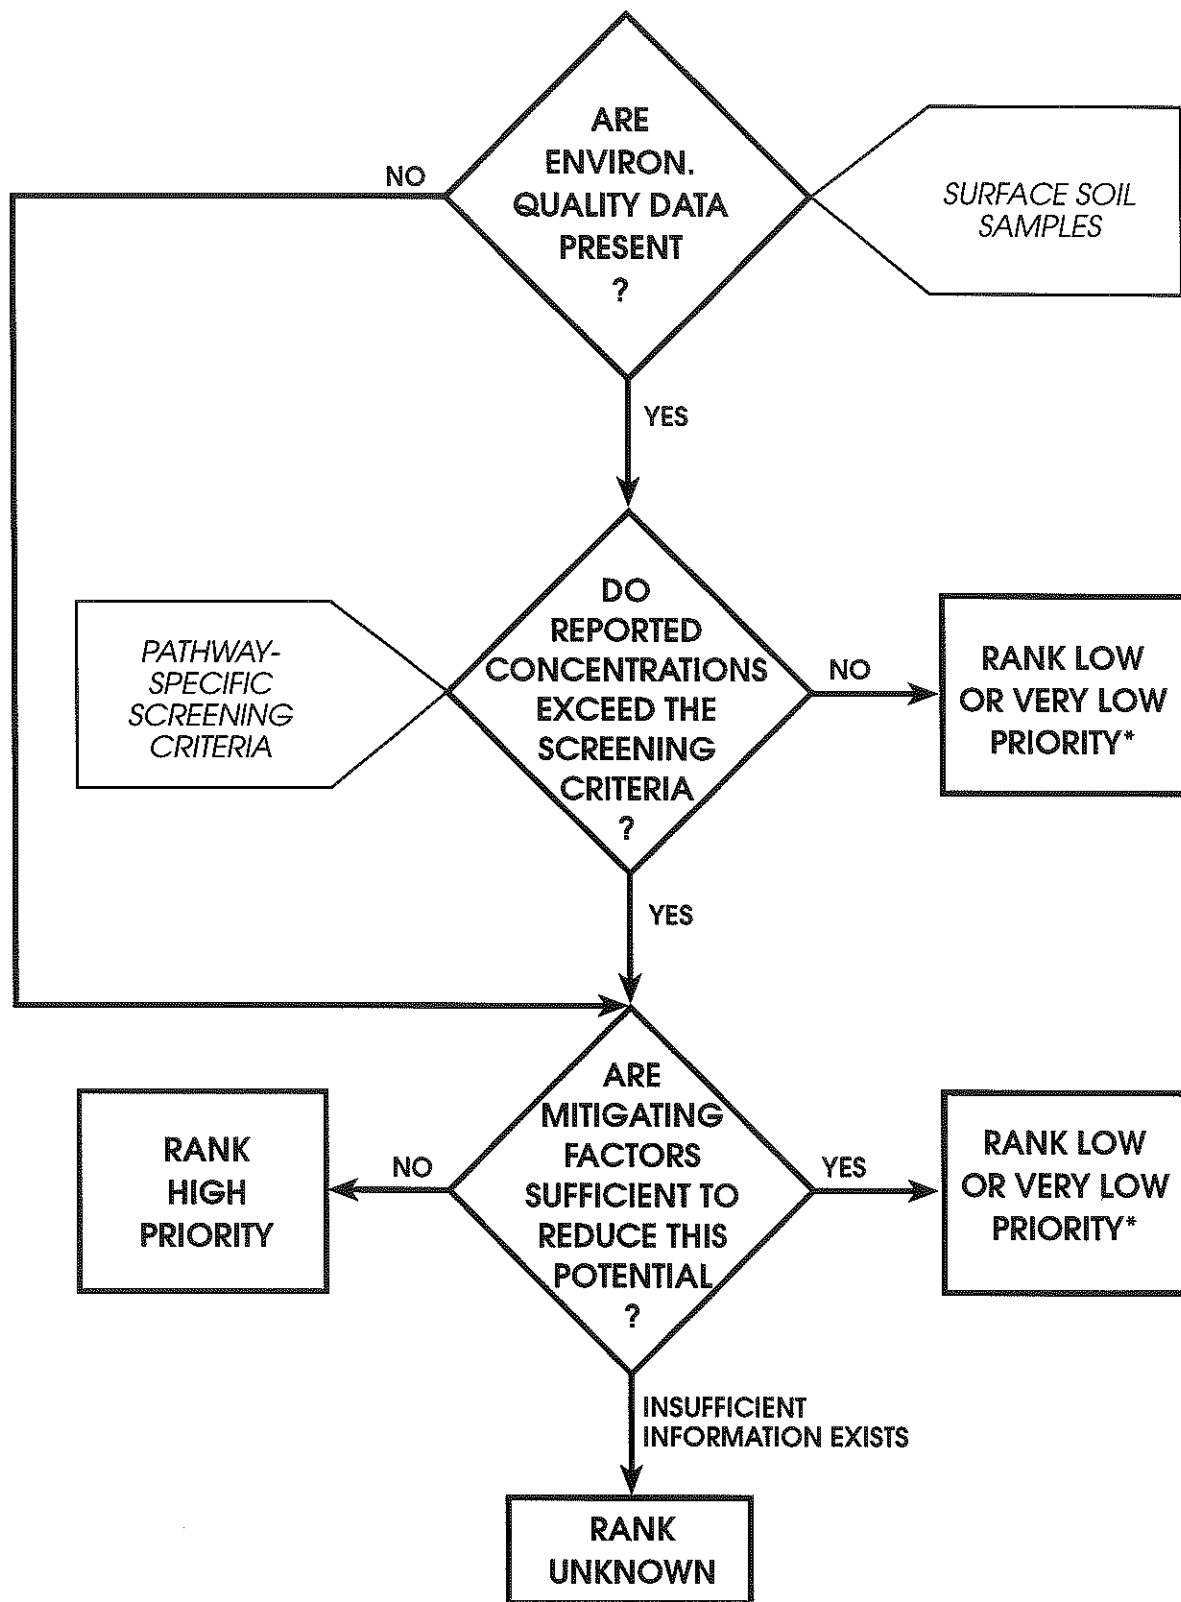 ARE
ENVIRON.
QUALITY DATA
PRESENT
?
NO
SURFACE SOIL
SAMPLES
YES
DO
REPORTED
CONCENTRATIONS
EXCEED THE
SCREENING
CRITERIA
?
PATHWAY-
SPECIFIC
SCREENING
CRITERIA
NO
RANK LOW
OR VERY LOW
PRIORITY*
YES
ARE
MITIGATING
FACTORS
SUFFICIENT TO
REDUCE THIS
POTENTIAL
?
NO
RANK
HIGH
PRIORITY
YES
RANK LOW
OR VERY LOW
PRIORITY*
INSUFFICIENT
INFORMATION EXISTS
RANK
UNKNOWN